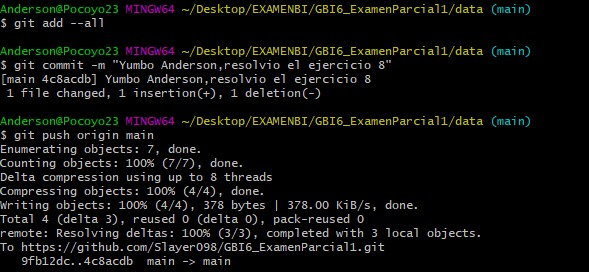 Anderson@Pocoyo23 MINGW64 ~/Desktop/EXAMENBI/GBI6_ExamenParcial1/data (main)
$ git add --all
Anderson@Pocoyo23 MINGW64 ~/Desktop/EXAMENBI/GBI6_ExamenParcial1/data (main)
$ git commit -m "Yumbo Anderson,resolvio el ejercicio 8"
[main 4c8acdb] Yumbo Anderson,resolvio el ejercicio 8
 1 file changed, 1 insertion(+), 1 deletion(-)
Anderson@Pocoyo23 MINGW64 ~/Desktop/EXAMENBI/GBI6_ExamenParcial1/data (main)
$ git push origin main
Enumerating objects: 7, done.
Counting objects: 100% (7/7), done.
Delta compression using up to 8 threads
Compressing objects: 100% (4/4), done.
Writing objects: 100% (4/4), 378 bytes | 378.00 KiB/s, done.
Total 4 (delta 3), reused 0 (delta 0), pack-reused 0
remote: Resolving deltas: 100% (3/3), completed with 3 local objects.
To https://github.com/Slayer098/GBI6_ExamenParcial1.git
   9fb12dc..4c8acdb  main -> main